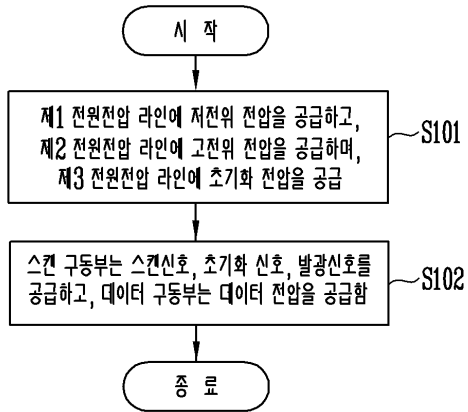 시 작
제1 전원전압 라인에 저전위 전압을 공급하고,
제2 전원전압 라인에 고전위 전압을 공급하며,
제3 전원전압 라인에 초기화 전압을 공급
S101
스캔 구동부는 스캔신호, 초기화 신호, 발광신호를
공급하고, 데이터 구동부는 데이터 전압을 공급함
S102
종 료